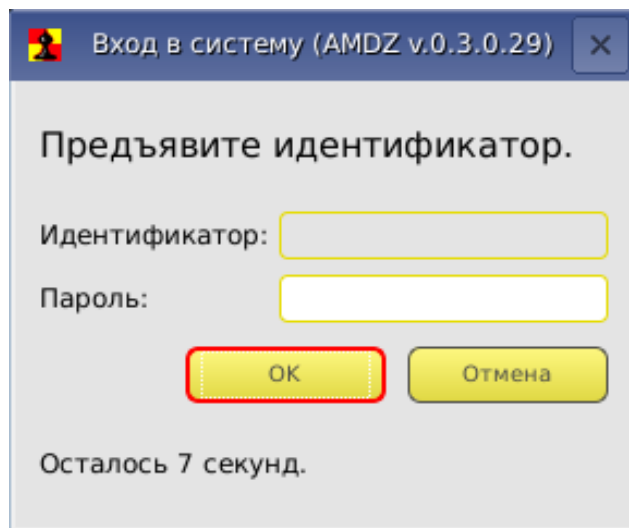 Вход в систему (AMDZ v.0.3.0.29)
Предъявите идентификатор.
Идентификатор:
Пароль:
OK Отмена
Осталось 7 секунд.